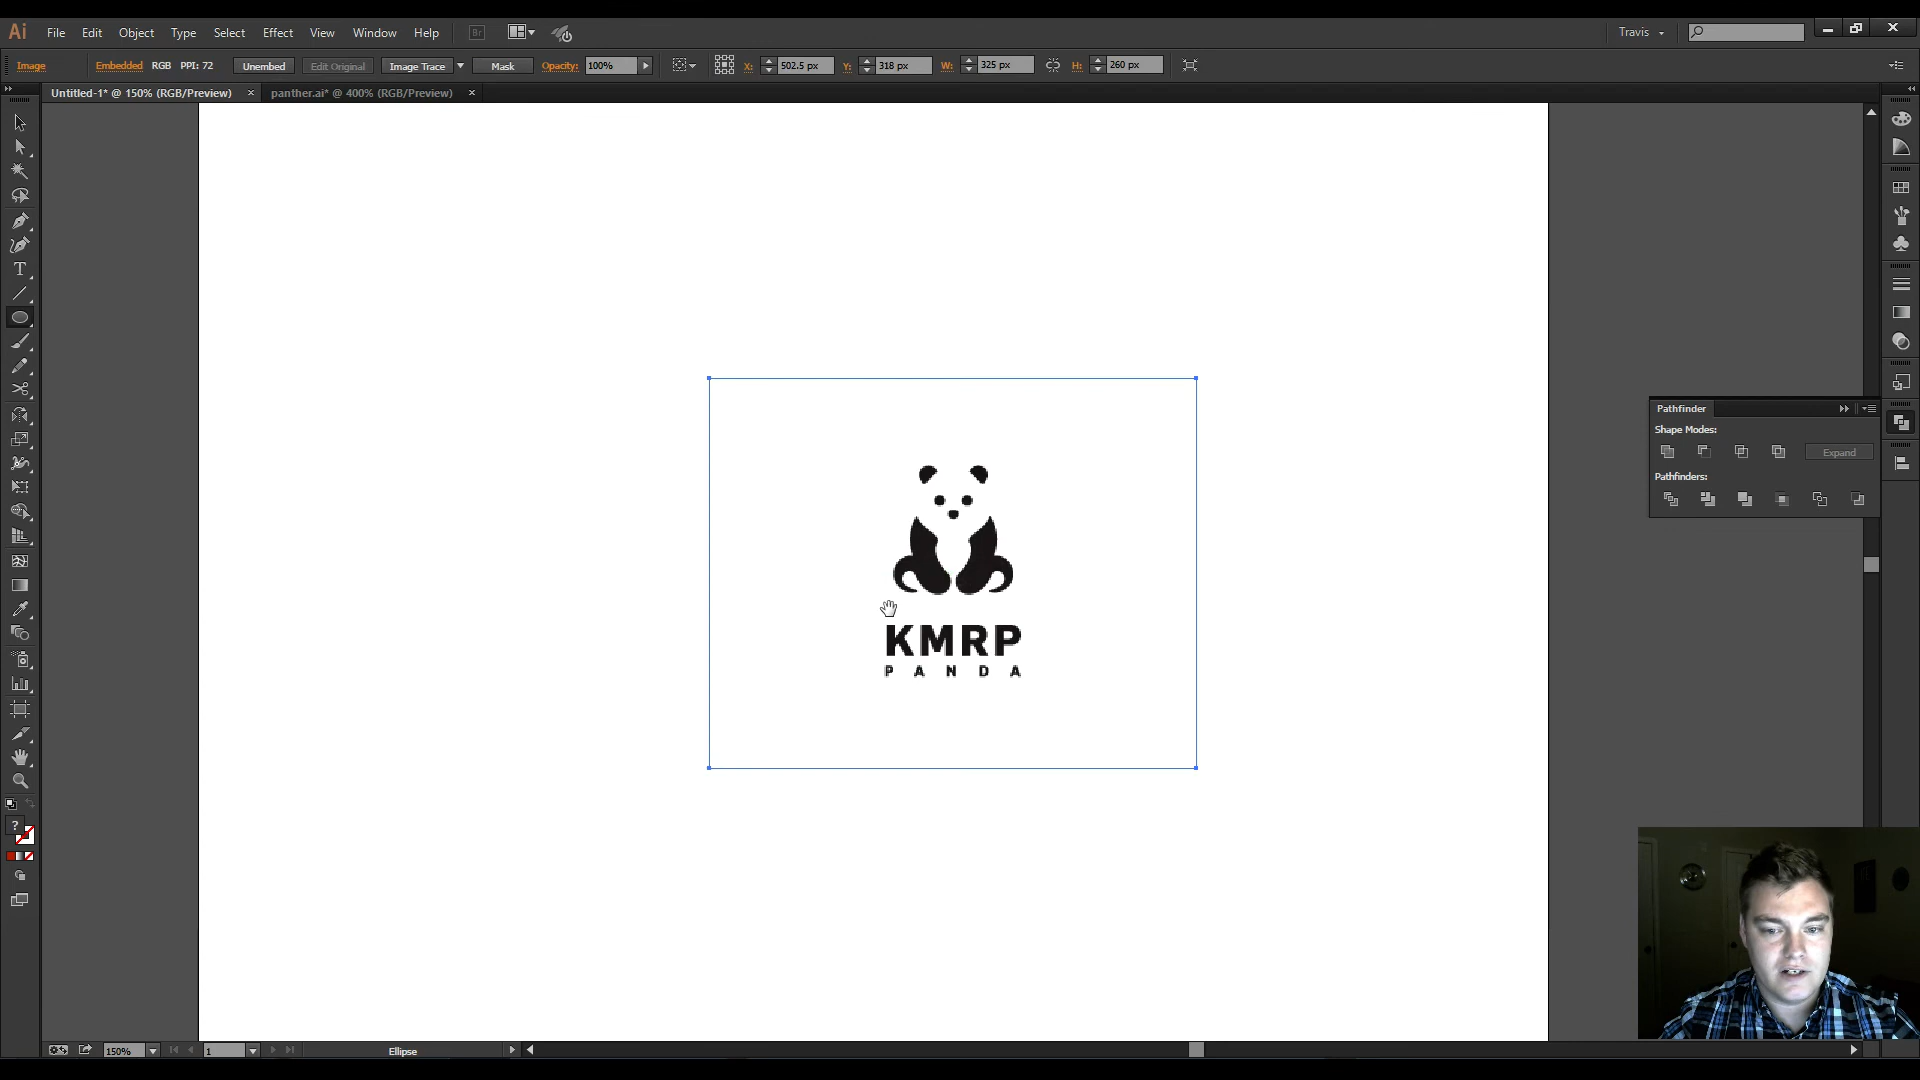 Ai File Edit Object Type Select Effect View Window Help Br Travis
Image Embedded RGB PPI: 72 Unembed Edit Original Image Trace Mask Opacity: 100% X: 502.5 px Y: 318 px W: 325 px H: 260 px
Untitled-1* @ 150% (RGB/Preview) × panther.ai* @ 400% (RGB/Preview) ×
Pathfinder
Shape Modes:
Expand
Pathfinders:
KMRP
PANDA
T
?
150% 1 Ellipse